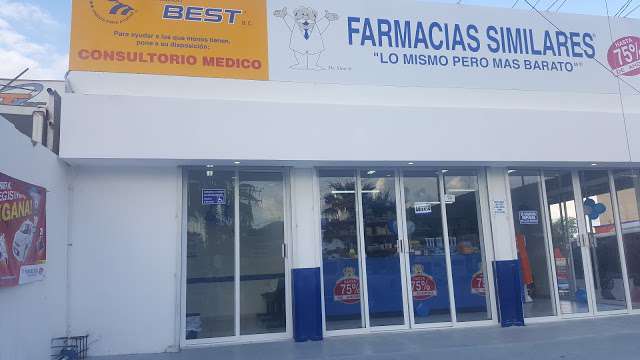 BEST
A.C.
Para ayudar a los que menos tienen,
pone a su disposición:
CONSULTORIO MEDICO
FARMACIAS SIMILARES
"LO MISMO PERO MAS BARATO"
HASTA
75%
GANA!
75%
75%